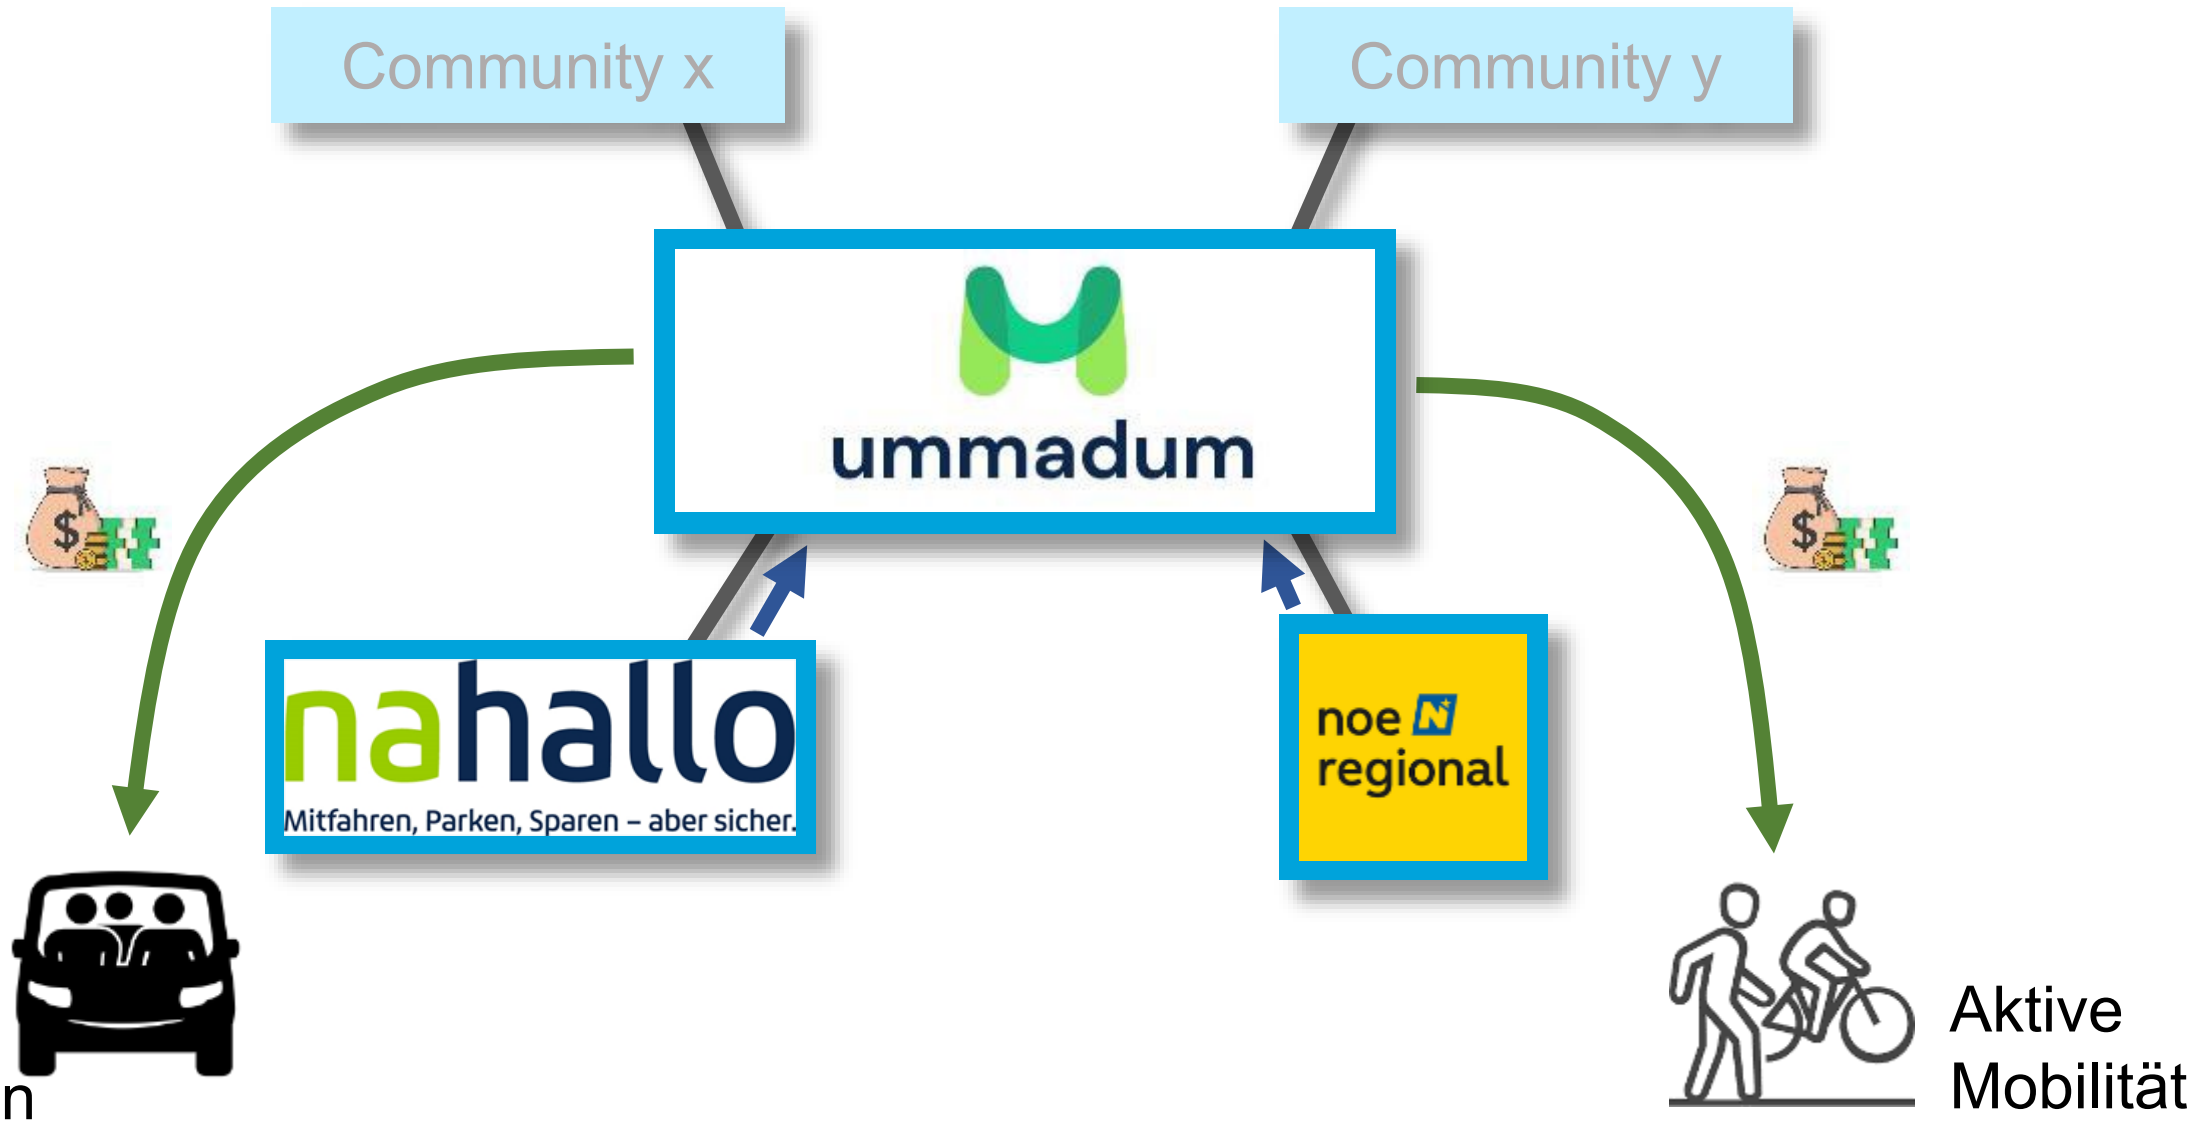 Community x
Community y
ummadum
nahallo
Mitfahren, Parken, Sparen – aber sicher.
noe N
regional
$
$
n
Aktive
Mobilität